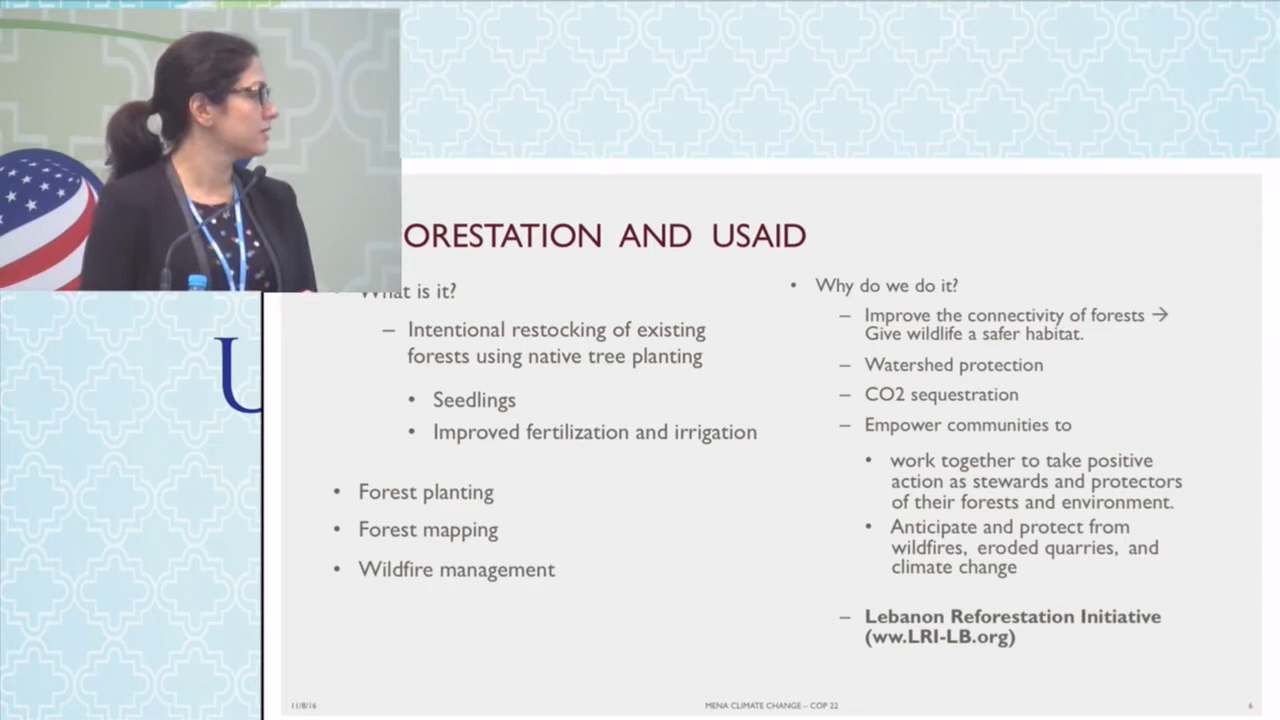 ORESTATION AND USAID
What is it?
– Intentional restocking of existing
forests using native tree planting
• Seedlings
• Improved fertilization and irrigation
• Forest planting
• Forest mapping
• Wildfire management
• Why do we do it?
– Improve the connectivity of forests →
Give wildlife a safer habitat.
– Watershed protection
– CO2 sequestration
– Empower communities to
• work together to take positive
action as stewards and protectors
of their forests and environment.
• Anticipate and protect from
wildfires, eroded quarries, and
climate change
– Lebanon Reforestation Initiative
(ww.LRI-LB.org)
U
11/8/16
MENA CLIMATE CHANGE – COP 22
6